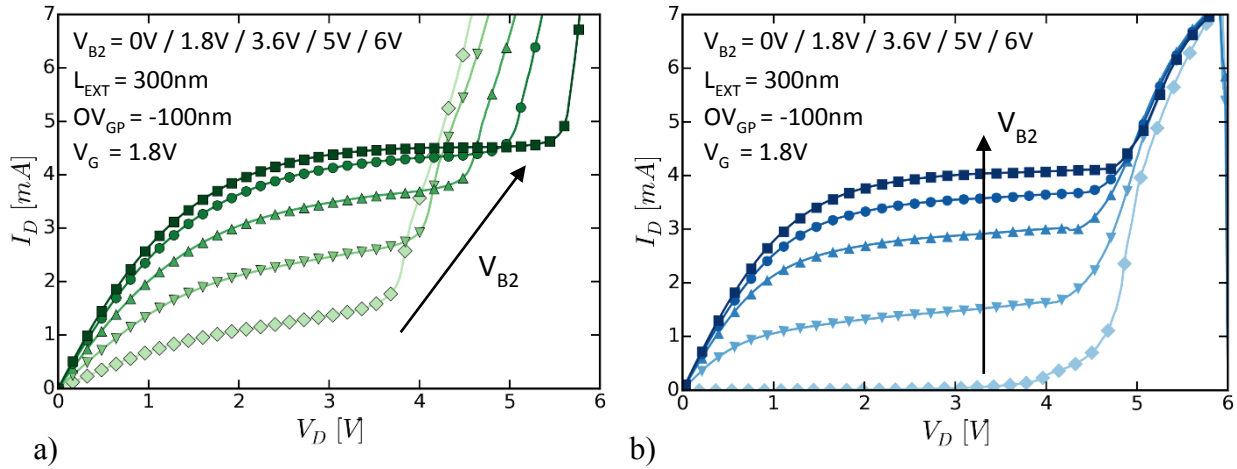 V_B2 = 0V / 1.8V / 3.6V / 5V / 6V
L_EXT = 300nm
OV_GP = -100nm
V_G = 1.8V
V_B2
I_D [mA]
7
6
5
4
3
2
1
0
0 1 2 3 4 5 6
V_D [V]
a)
V_B2 = 0V / 1.8V / 3.6V / 5V / 6V
L_EXT = 300nm
OV_GP = -100nm
V_G = 1.8V
V_B2
I_D [mA]
7
6
5
4
3
2
1
0
0 1 2 3 4 5 6
V_D [V]
b)